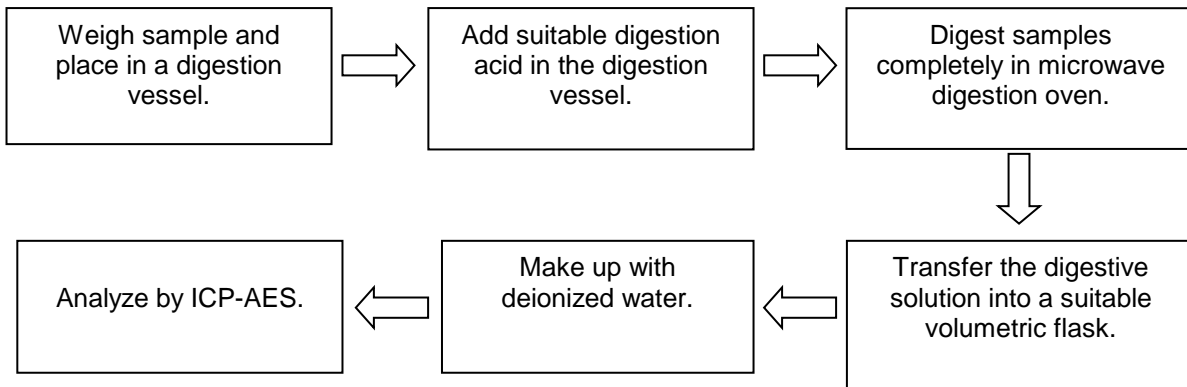 Weigh sample and
place in a digestion
vessel.
Add suitable digestion
acid in the digestion
vessel.
Digest samples
completely in microwave
digestion oven.
Transfer the digestive
solution into a suitable
volumetric flask.
Make up with
deionized water.
Analyze by ICP-AES.